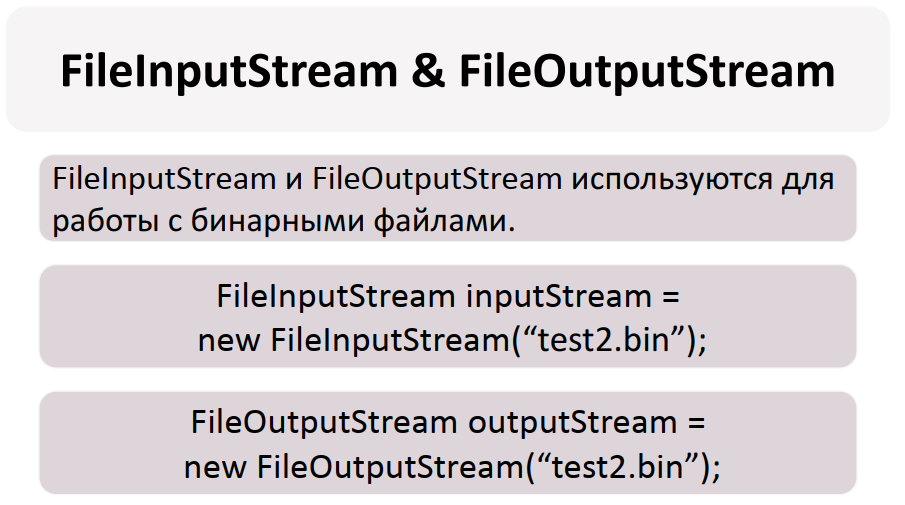 FileInputStream & FileOutputStream
FileInputStream и FileOutputStream используются для
работы с бинарными файлами.
FileInputStream inputStream =
new FileInputStream(“test2.bin”);
FileOutputStream outputStream =
new FileOutputStream(“test2.bin”);